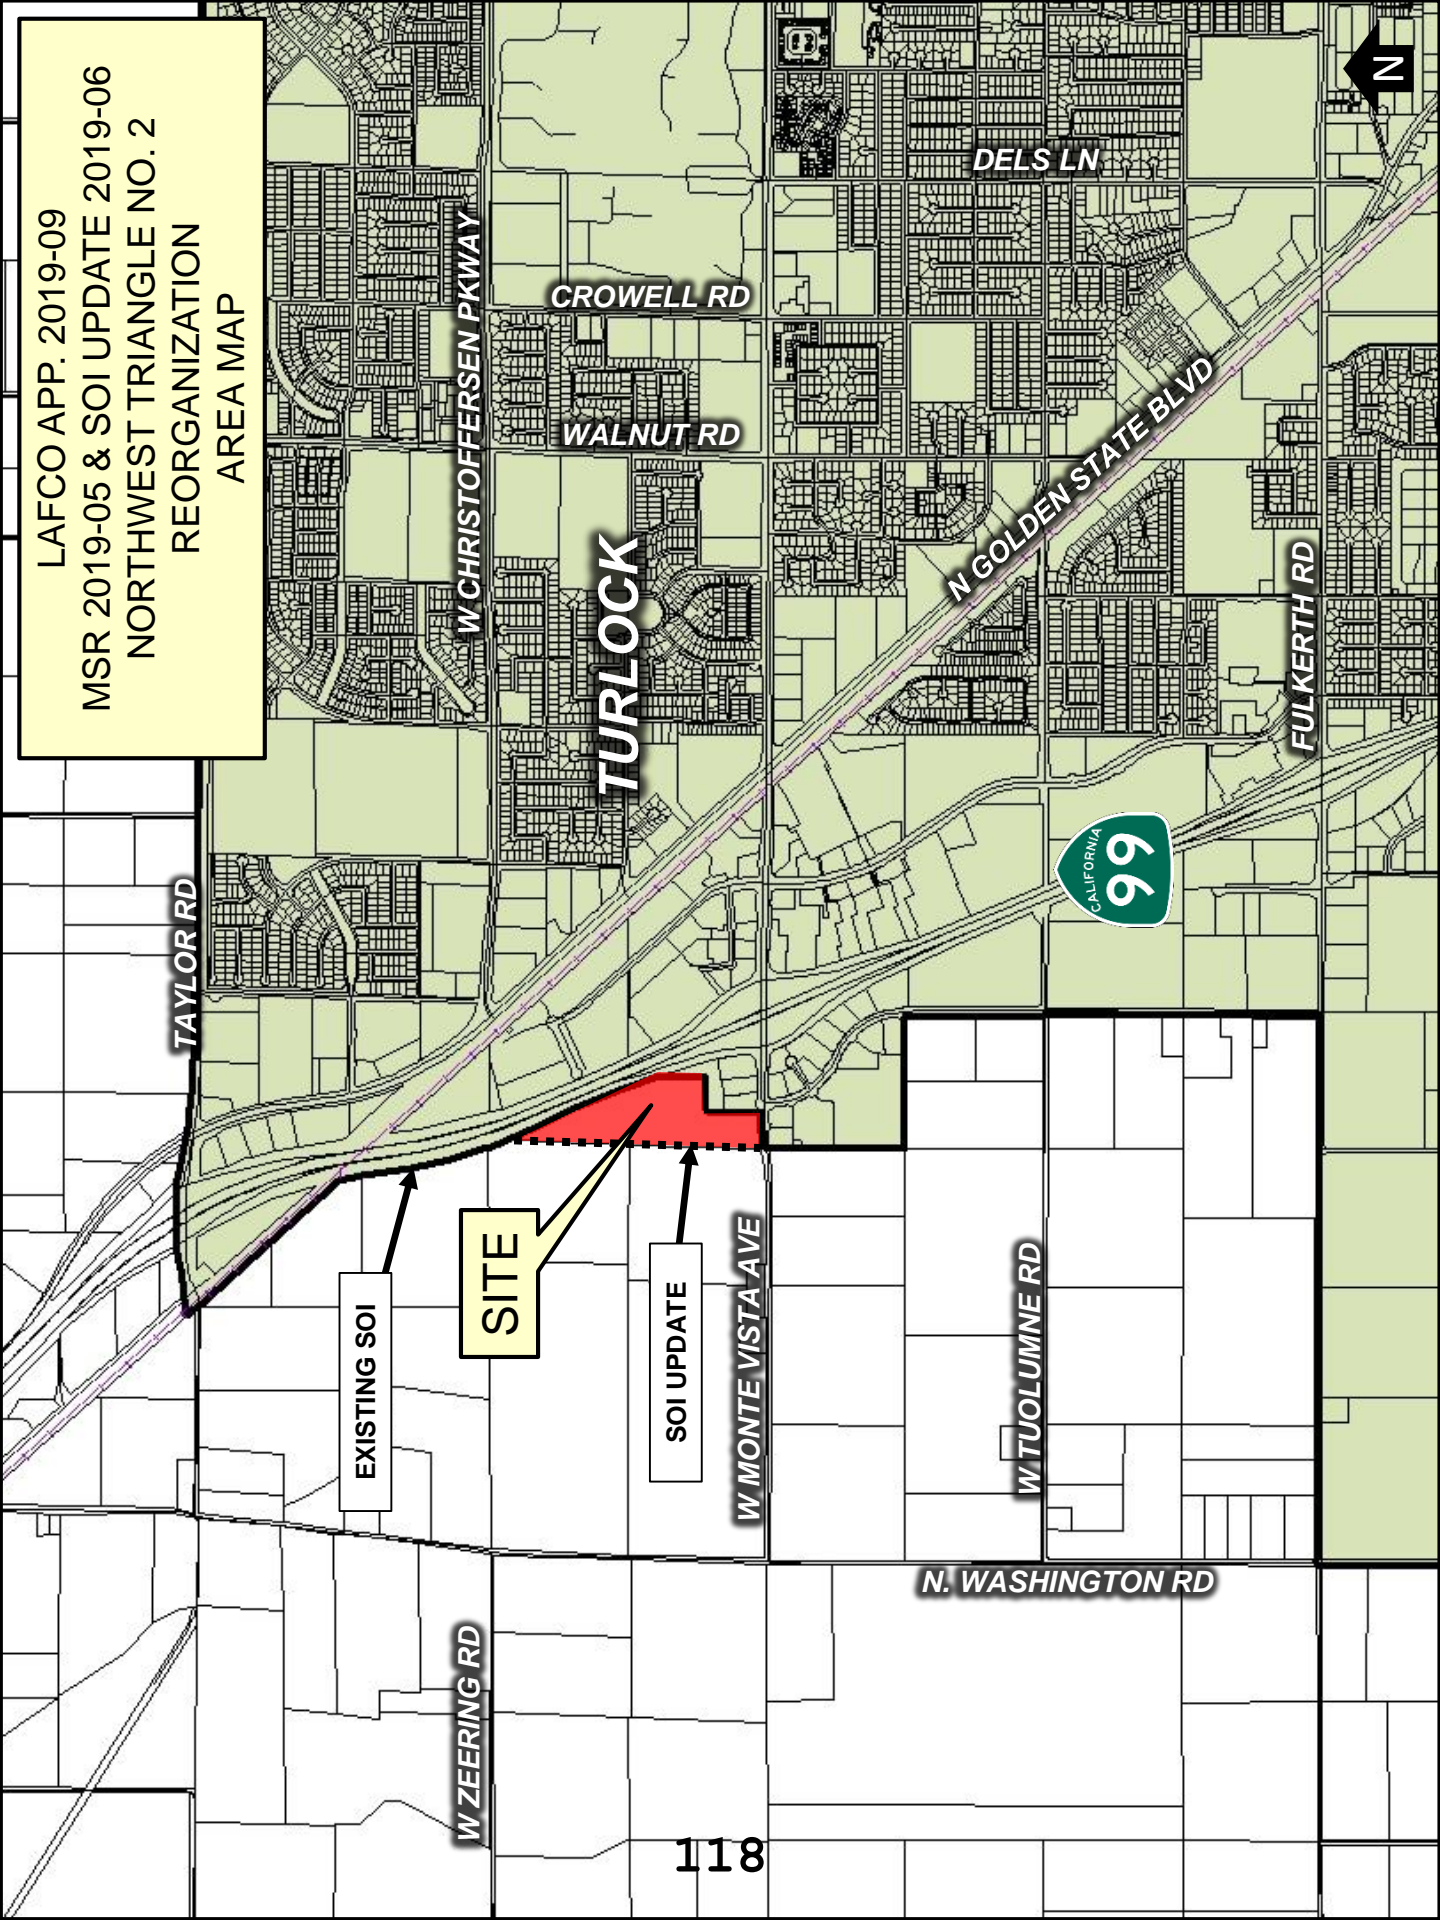 LAFCO APP. 2019-09
MSR 2019-05 & SOI UPDATE 2019-06
NORTHWEST TRIANGLE NO. 2
REORGANIZATION
AREA MAP
TAYLOR RD
W CHRISTOFFERSEN PKWAY
CROWELL RD
WALNUT RD
DELS LN
TURLOCK
N GOLDEN STATE BLVD
FULKERTH RD
CALIFORNIA
99
N
EXISTING SOI
SITE
SOI UPDATE
W MONTE VISTA AVE
W TUOLUMNE RD
N. WASHINGTON RD
W ZEERING RD
118